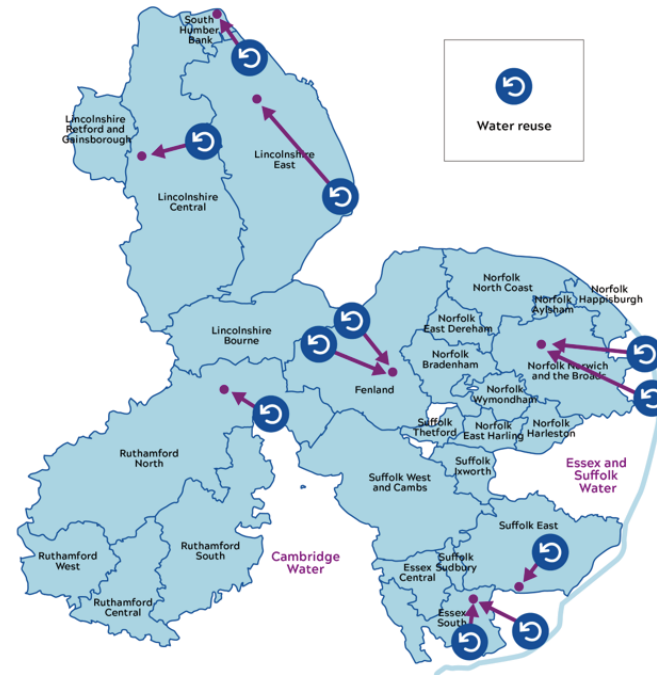 South
Humber
Bank
Water reuse
Lincolnshire
Retford and
Gainsborough
Lincolnshire
East
Lincolnshire
Central
Norfolk
North Coast
Norfolk
Happisburgh
Norfolk
Aylsham
Norfolk
East Dereham
Lincolnshire
Bourne
Norfolk
Bradenham
Norfolk Norwich
and the Broads
Fenland
Norfolk
Wymondham
Suffolk
Thetford
Norfolk
East Harling
Norfolk
Harleston
Ruthamford
North
Suffolk
Ixworth
Essex and
Suffolk
Water
Suffolk West
and Cambs
Suffolk East
Ruthamford
West
Ruthamford
South
Cambridge
Water
Essex
Central
Suffolk
Sudbury
Ruthamford
Central
Essex
South